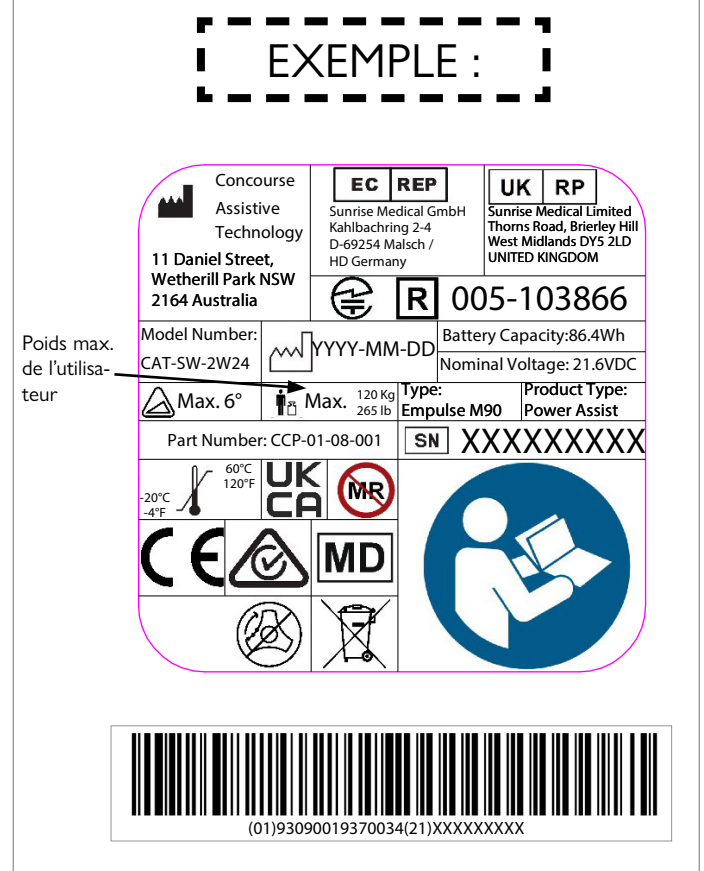 EXEMPLE :
Concourse
Assistive
Technology
11 Daniel Street,
Wetherill Park NSW
2164 Australia
EC REP
Sunrise Medical GmbH
Kahlbachring 2-4
D-69254 Malsch /
HD Germany
UK RP
Sunrise Medical Limited
Thorns Road, Brierley Hill
West Midlands DY5 2LD
UNITED KINGDOM
R 005-103866
Poids max.
de l'utilisa-
teur
Model Number:
CAT-SW-2W24
YYYY-MM-DD
Battery Capacity:86.4Wh
Nominal Voltage: 21.6VDC
Max. 6°
Max. 120 Kg
265 lb
Type:
Empulse M90
Product Type:
Power Assist
Part Number: CCP-01-08-001
SN XXXXXXXXX
60°C
120°F
-20°C
-4°F
UK
CA
MR
CE
MD
(01)93090019370034(21)XXXXXXXXX